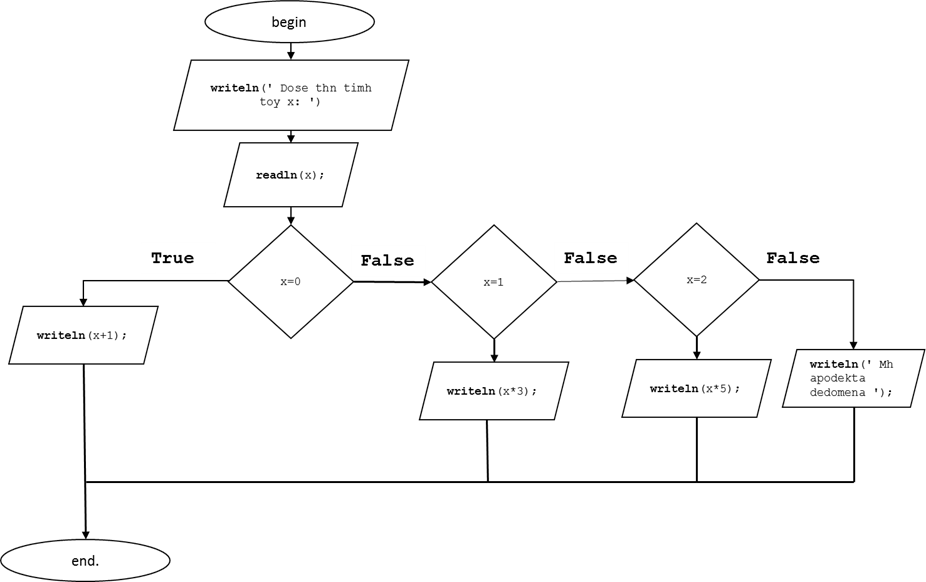 begin
writeln(' Dose thn timh
toy x: ')
readln(x);
True
False
False
False
x=0
x=1
x=2
writeln(x+1);
writeln(x*3);
writeln(x*5);
writeln(' Mh
apodekta
dedomena ');
end.